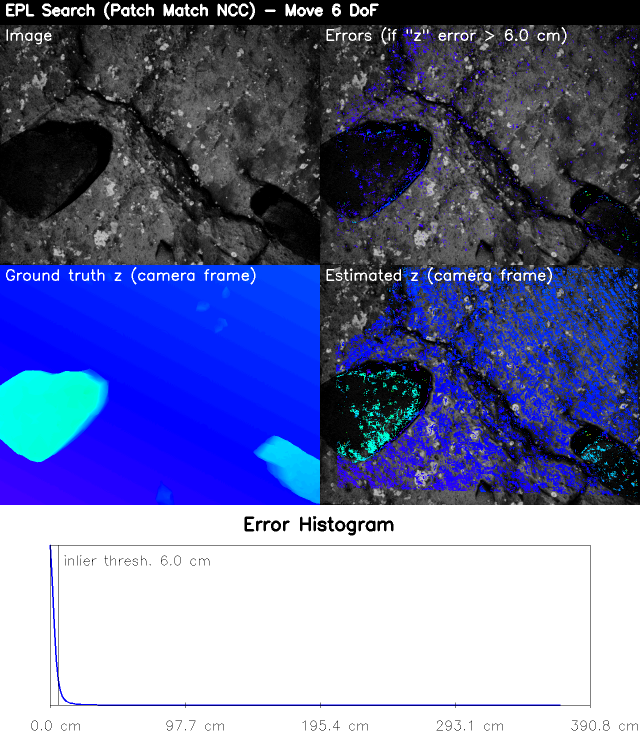 EPL Search (Patch Match NCC) - Move 6 DoF
Image
Errors (if "z" error > 6.0 cm)
Ground truth z (camera frame)
Estimated z (camera frame)
Error Histogram
inlier thresh. 6.0 cm
0.0 cm
97.7 cm
195.4 cm
293.1 cm
390.8 cm